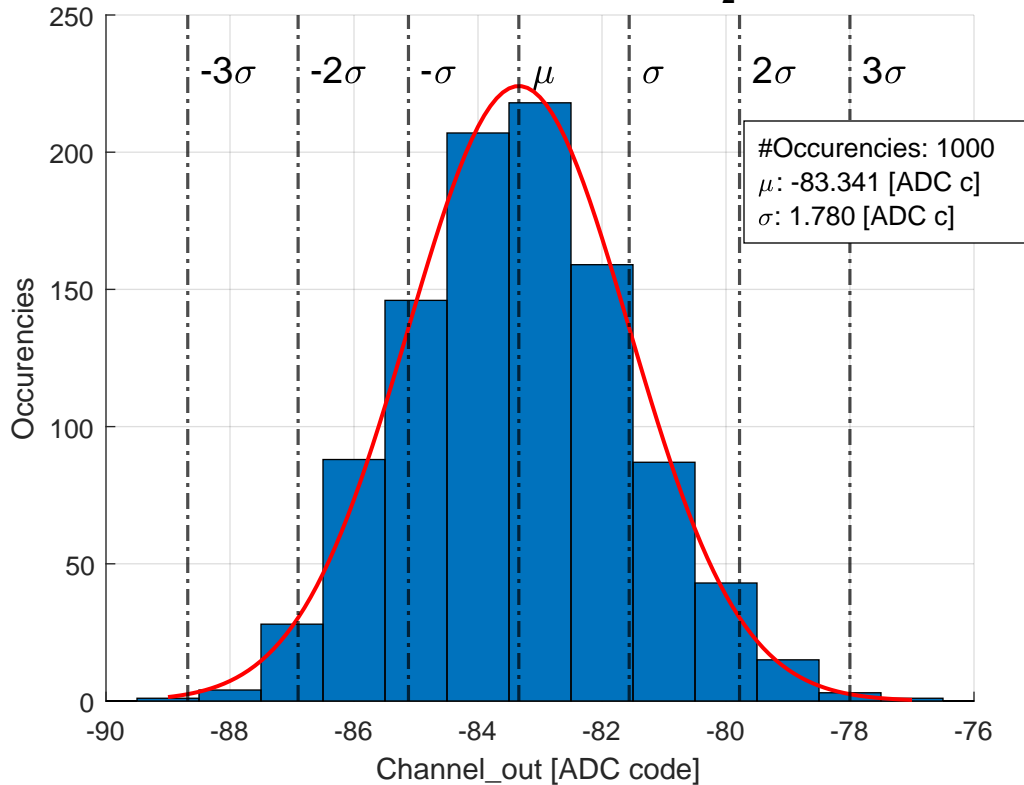 250
-3σ -2σ -σ μ σ 2σ 3σ
#Occurencies: 1000
μ: -83.341 [ADC c]
σ: 1.780 [ADC c]
200
150
100
50
0
Occurencies
-90 -88 -86 -84 -82 -80 -78 -76
Channel_out [ADC code]